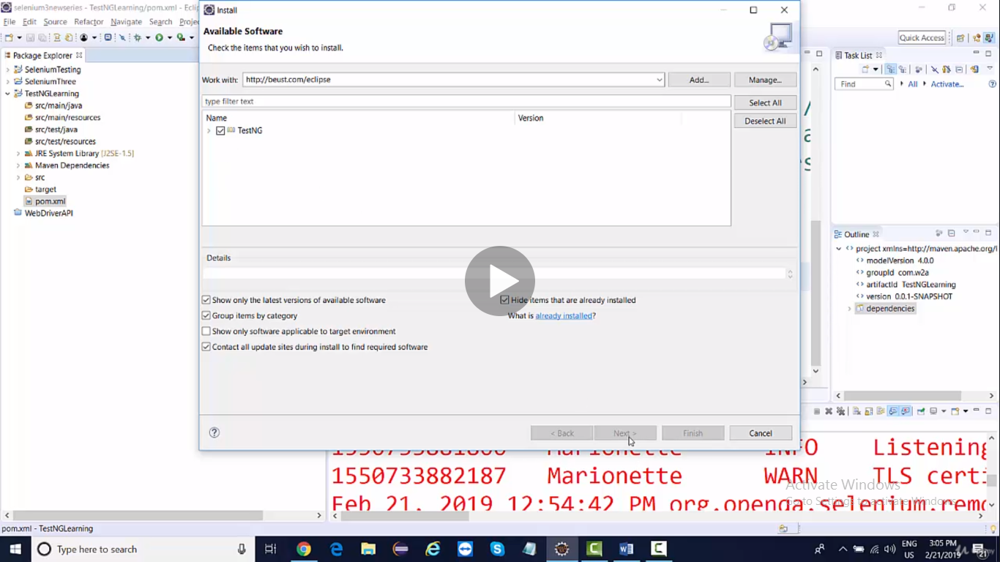 selenium3newseries - TestNGLearning/pom.xml - Eclip
Install
File Edit Source Refactor Navigate Search Projec
Available Software
Check the items that you wish to install.
Quick Access
Package Explorer
Task List
SeleniumTesting
SeleniumThree
TestNGLearning
src/main/java
src/main/resources
src/test/java
src/test/resources
JRE System Library [J2SE-1.5]
Maven Dependencies
src
target
pom.xml
WebDriverAPI
Work with: http://beust.com/eclipse
Add...
Manage...
type filter text
Select All
Deselect All
Name Version
TestNG
Details
Show only the latest versions of available software
Hide items that are already installed
Group items by category
What is already installed?
Show only software applicable to target environment
Contact all update sites during install to find required software
< Back
Next >
Finish
Cancel
Find
All
Activate...
Outline
project xmlns=http://maven.apache.org/
modelVersion 4.0.0
groupId com.w2a
artifactId TestNGLearning
version 0.0.1-SNAPSHOT
dependencies
1550733881800 Marionette INFO Listening
1550733882187 Marionette WARN TLS certi
Feb 21, 2019 12:54:42 PM org.openqa.selenium.remo
Activate Windows
Go to Settings to activate Windows.
pom.xml - TestNGLearning
Type here to search
ENG
US
3:05 PM
2/21/2019
21